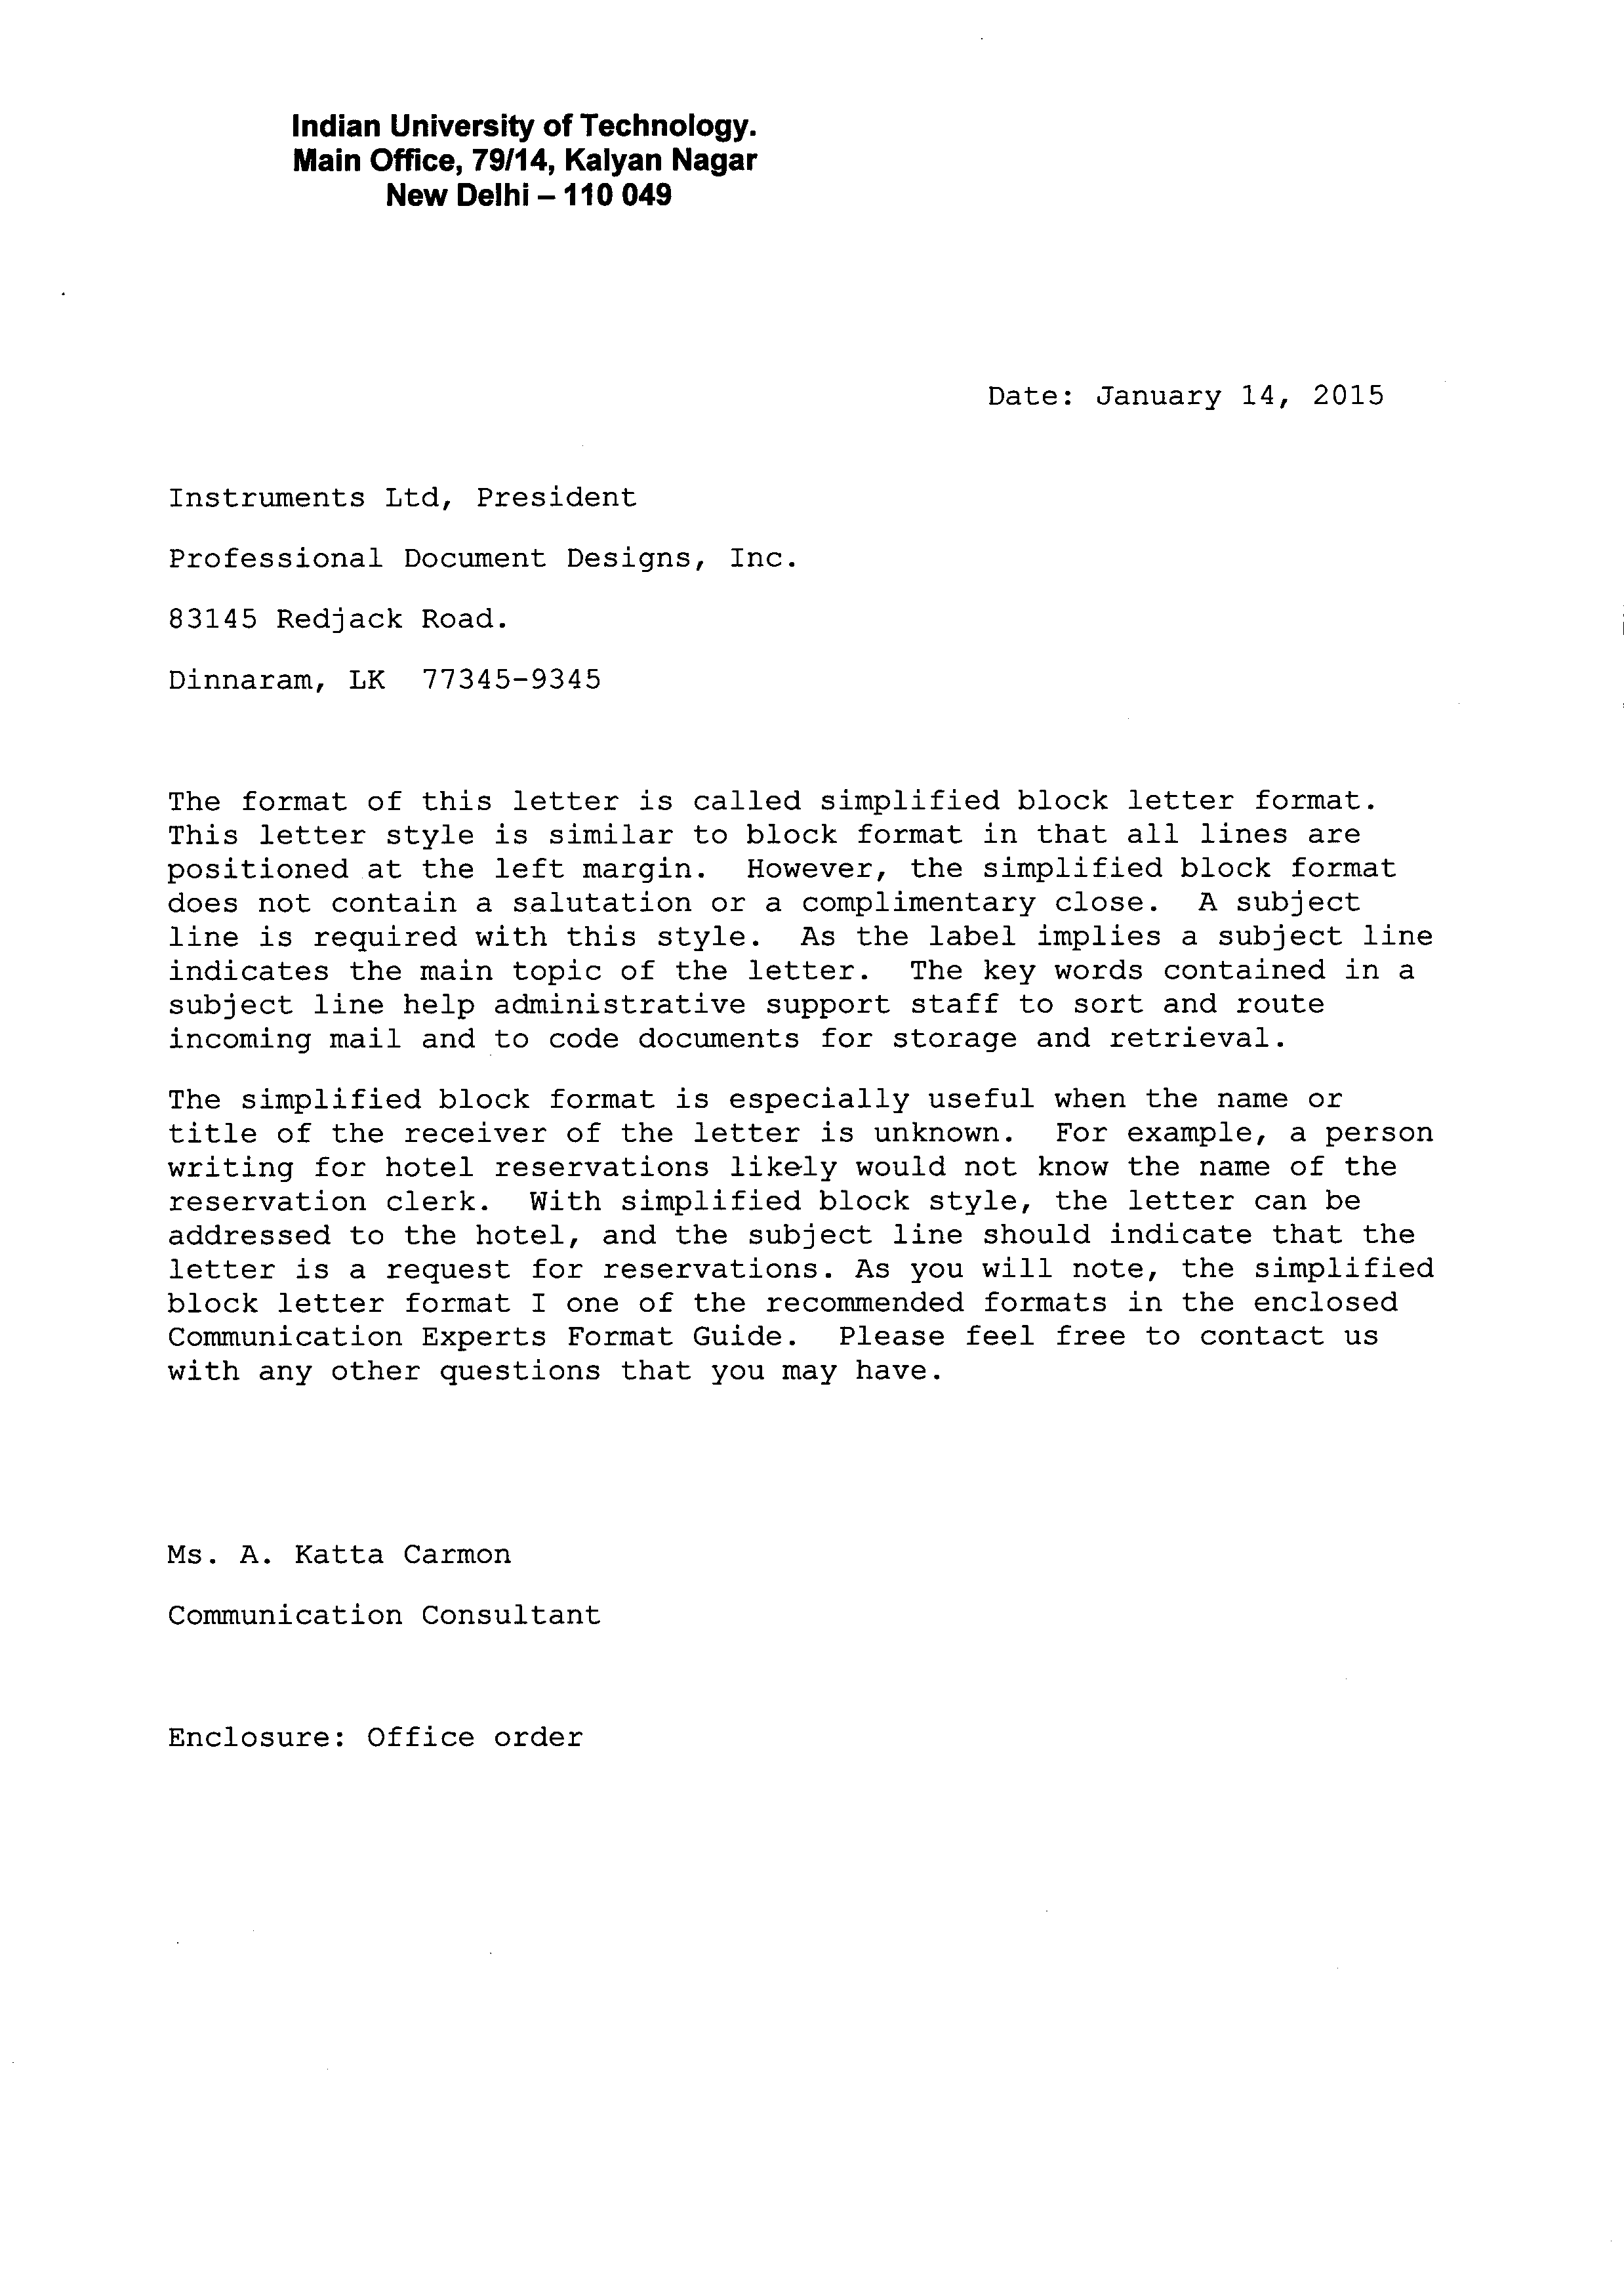 Indian University of Technology.
Main Office, 79/14, Kalyan Nagar
New Delhi – 110 049
Date: January 14, 2015
Instruments Ltd, President
Professional Document Designs, Inc.
83145 Redjack Road.
Dinnaram, LK  77345-9345
The format of this letter is called simplified block letter format.
This letter style is similar to block format in that all lines are
positioned at the left margin.  However, the simplified block format
does not contain a salutation or a complimentary close.  A subject
line is required with this style.  As the label implies a subject line
indicates the main topic of the letter.  The key words contained in a
subject line help administrative support staff to sort and route
incoming mail and to code documents for storage and retrieval.
The simplified block format is especially useful when the name or
title of the receiver of the letter is unknown.  For example, a person
writing for hotel reservations likely would not know the name of the
reservation clerk.  With simplified block style, the letter can be
addressed to the hotel, and the subject line should indicate that the
letter is a request for reservations. As you will note, the simplified
block letter format I one of the recommended formats in the enclosed
Communication Experts Format Guide.  Please feel free to contact us
with any other questions that you may have.
Ms. A. Katta Carmon
Communication Consultant
Enclosure: Office order